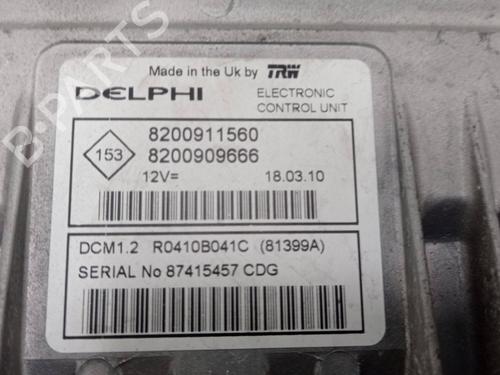 Made in the Uk by TRW
DELPHI
ELECTRONIC
CONTROL UNIT
153
8200911560
8200909666
12V=
18.03.10
DCM1.2 R0410B041C (81399A)
SERIAL No 87415457 CDG
B-PARTS